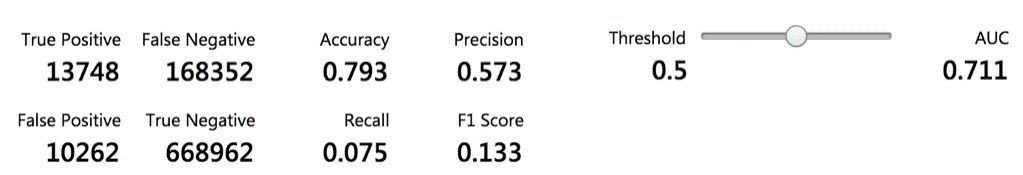 True Positive False Negative Accuracy Precision Threshold AUC
13748 168352 0.793 0.573 0.5 0.711
False Positive True Negative Recall F1 Score
10262 668962 0.075 0.133